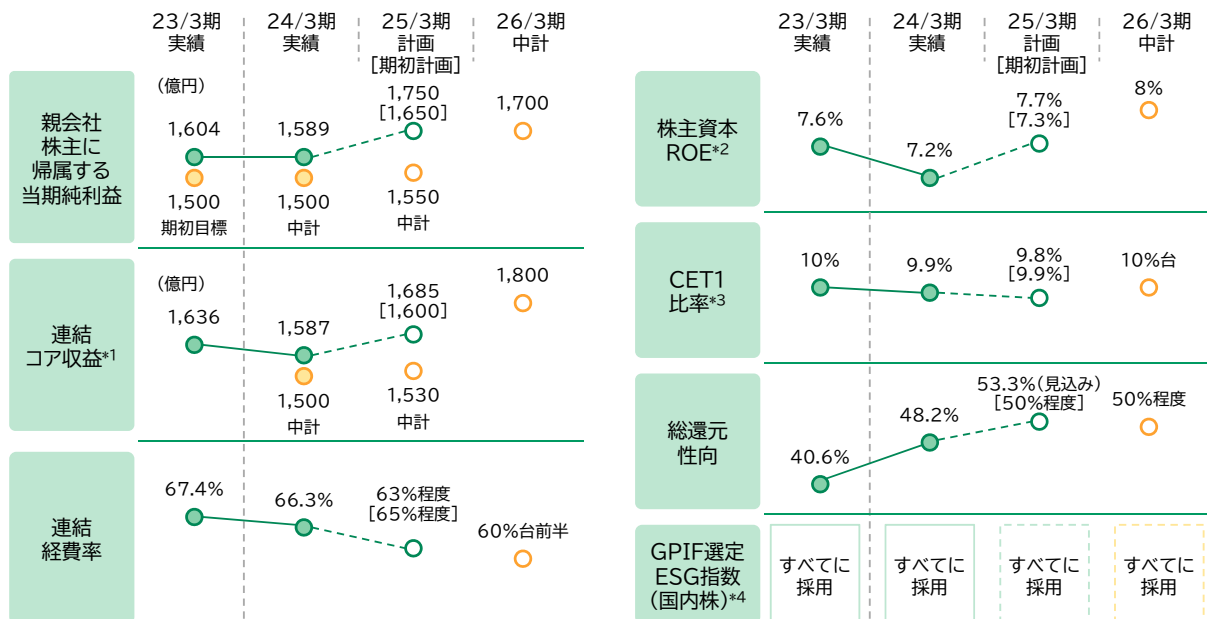 23/3期
実績
24/3期
実績
25/3期
計画
[期初計画]
26/3期
中計
親会社
株主に
帰属する
当期純利益
(億円)
1,604
1,589
1,750
[1,650]
1,700
1,500
期初目標
1,500
中計
1,550
中計
連結
コア収益*1
(億円)
1,636
1,587
1,685
[1,600]
1,800
1,500
中計
1,530
中計
連結
経費率
67.4%
66.3%
63%程度
[65%程度]
60%台前半
23/3期
実績
24/3期
実績
25/3期
計画
[期初計画]
26/3期
中計
株主資本
ROE*2
7.6%
7.2%
7.7%
[7.3%]
8%
CET1
比率*3
10%
9.9%
9.8%
[9.9%]
10%台
総還元
性向
40.6%
48.2%
53.3%(見込み)
[50%程度]
50%程度
GPIF選定
ESG指数
(国内株)*4
すべてに
採用
すべてに
採用
すべてに
採用
すべてに
採用